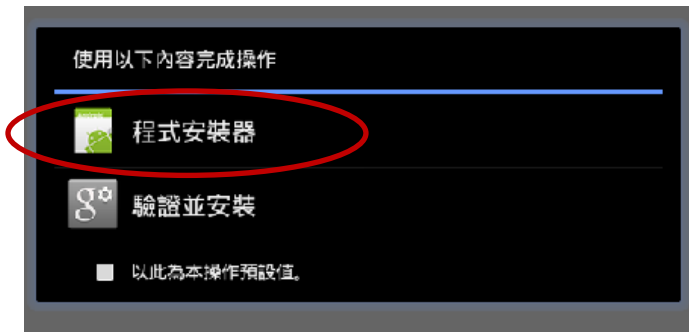 使用以下內容完成操作
程式安裝器
驗證並安裝
以此為本操作預設值。